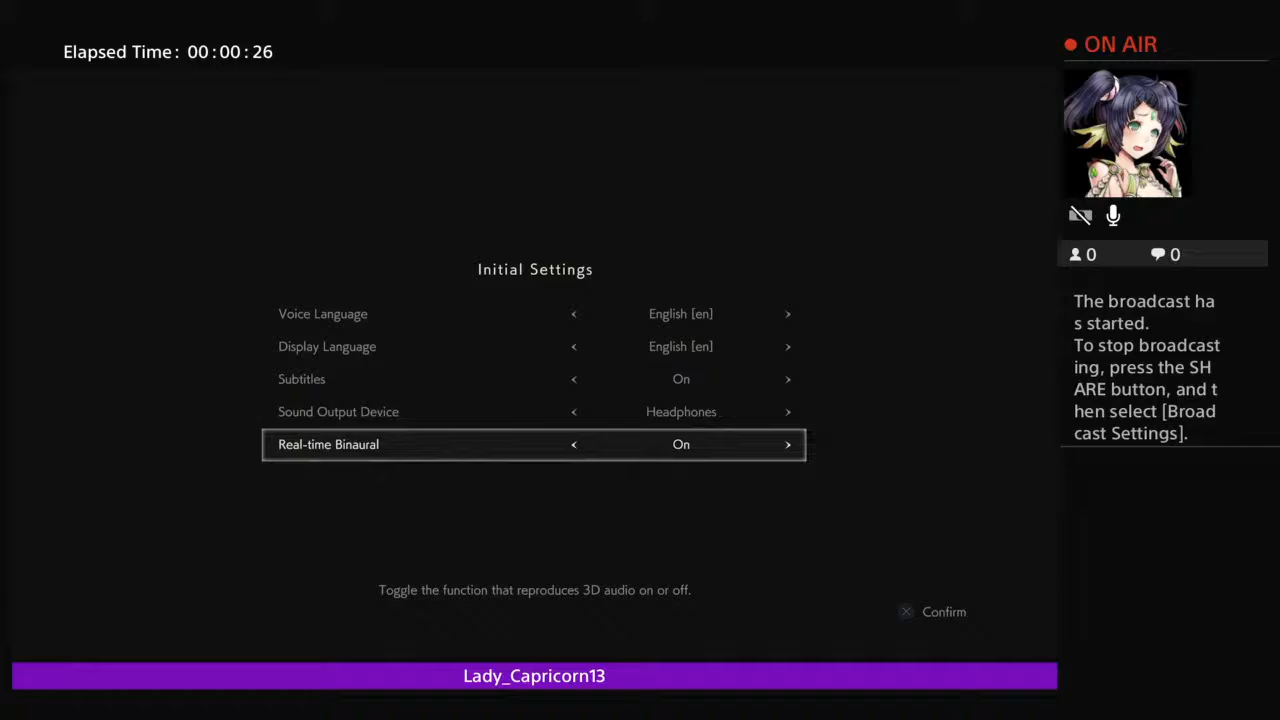 Elapsed Time: 00:00:26
ON AIR
0 0
The broadcast ha
s started.
To stop broadcast
ing, press the SH
ARE button, and t
hen select [Broad
cast Settings].
Initial Settings
Voice Language < English [en] >
Display Language < English [en] >
Subtitles < On >
Sound Output Device < Headphones >
Real-time Binaural < On >
Toggle the function that reproduces 3D audio on or off.
Confirm
Lady_Capricorn13